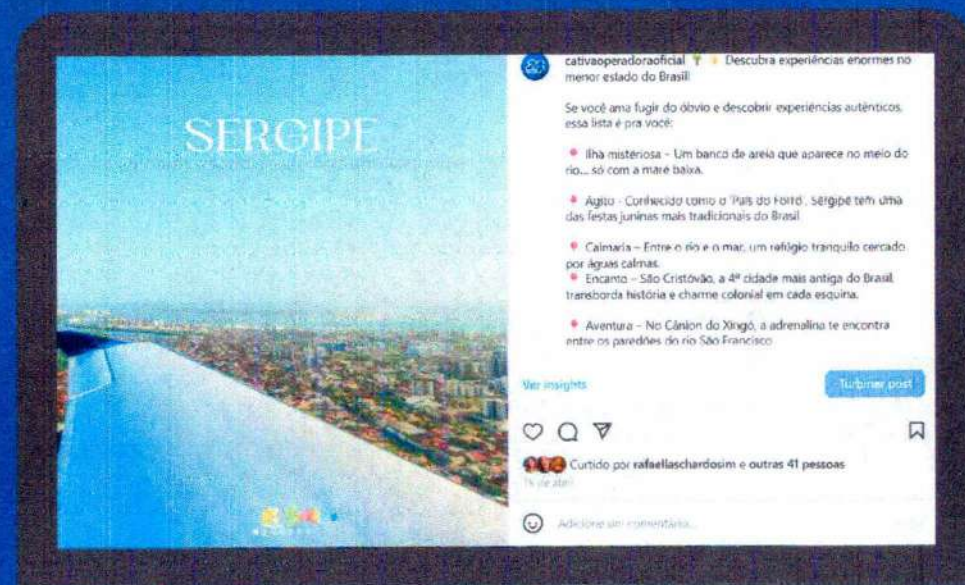 SERGIPE
cativaoperadoraoficial 🌴 ☀️ Descubra experiências enormes no
menor estado do Brasil!
Se você ama fugir do óbvio e descobrir experiências autênticos,
essa lista é pra você:
📍 Ilha misteriosa – Um banco de areia que aparece no meio do
rio... só com a maré baixa.
📍 Agito - Conhecido como o 'País do Forró', Sergipe tem uma
das festas juninas mais tradicionais do Brasil.
📍 Calmaria – Entre o rio e o mar, um refúgio tranquilo cercado
por águas calmas.
📍 Encanto – São Cristóvão, a 4ª cidade mais antiga do Brasil,
transborda história e charme colonial em cada esquina.
📍 Aventura – No Cânion do Xingó, a adrenalina te encontra
entre os paredões do rio São Francisco
Ver insights
Turbinar post
Curtido por rafaellaschardosim e outras 41 pessoas
de abril
Adicione um comentário...